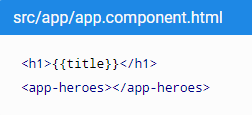 src/app/app.component.html
<h1>{{title}}</h1>
<app-heroes></app-heroes>